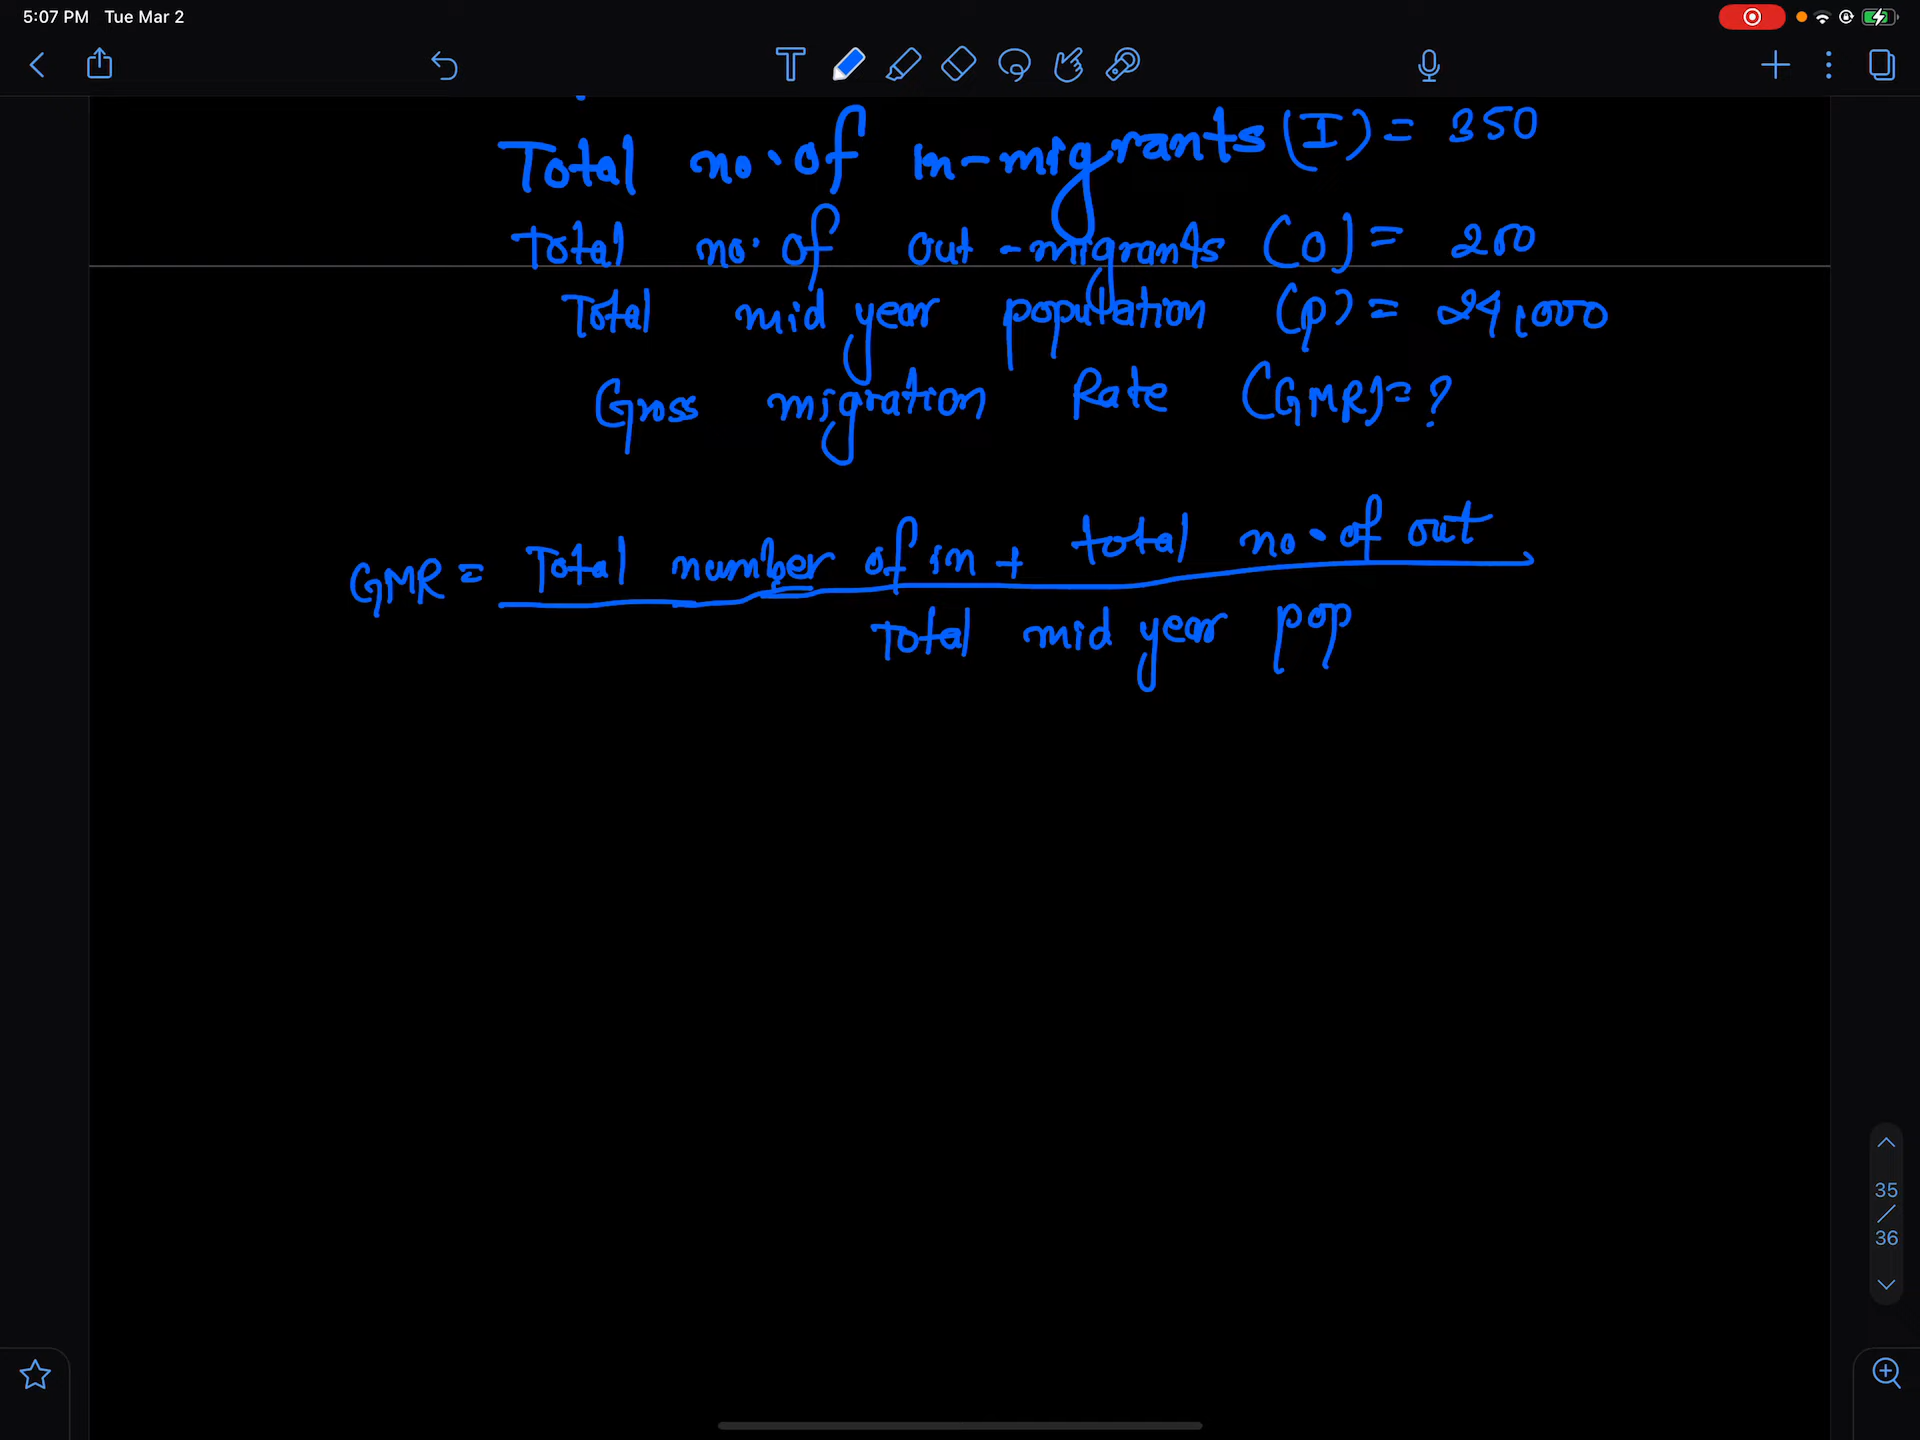 5:07 PM Tue Mar 2
Total no. of in-migrants (I) = 350
Total no. of out-migrants (O) = 200
Total mid year population (P) = 24,000
Gross migration Rate (GMR) = ?
GMR = Total number of in + total no. of out
Total mid year pop
35
/
36